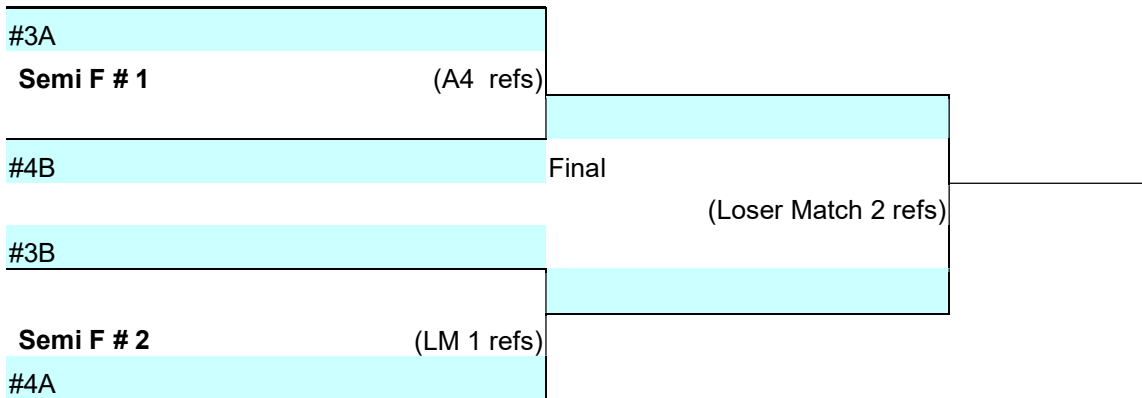 #3A
Semi F # 1 (A4 refs)
#4B Final
(Loser Match 2 refs)
#3B
Semi F # 2 (LM 1 refs)
#4A